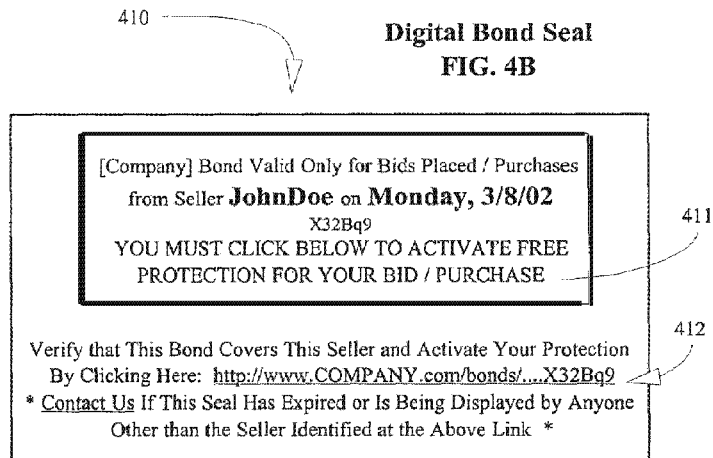 410
Digital Bond Seal
FIG. 4B
[Company] Bond Valid Only for Bids Placed / Purchases
from Seller JohnDoe on Monday, 3/8/02
X32Bq9
YOU MUST CLICK BELOW TO ACTIVATE FREE
PROTECTION FOR YOUR BID / PURCHASE
411
Verify that This Bond Covers This Seller and Activate Your Protection
By Clicking Here: http://www.COMPANY.com/bonds/....X32Bq9
412
* Contact Us If This Seal Has Expired or Is Being Displayed by Anyone
Other than the Seller Identified at the Above Link *